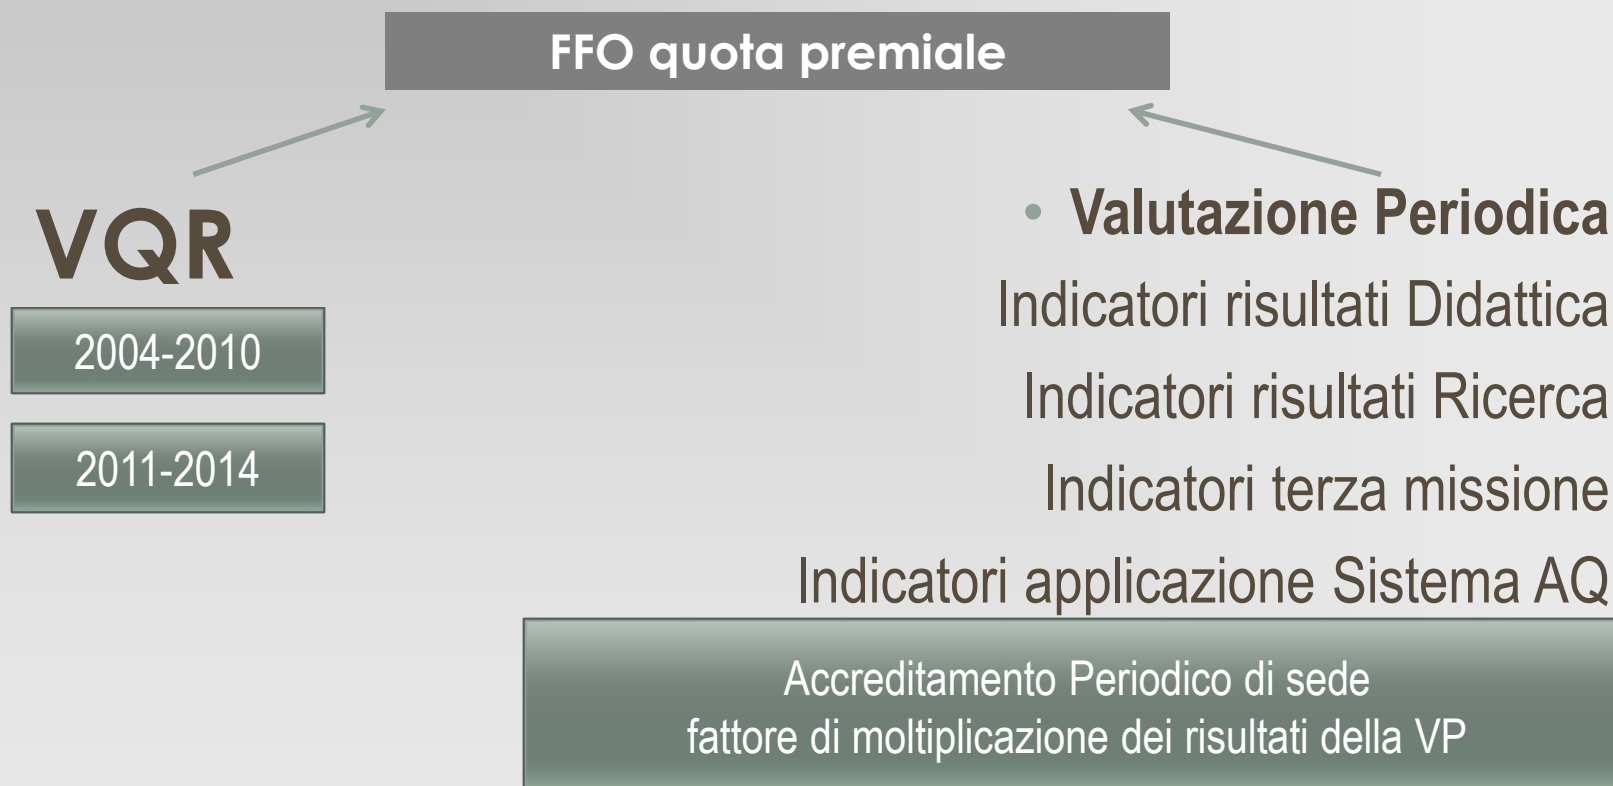 FFO quota premiale
VQR
2004-2010
2011-2014
• Valutazione Periodica
Indicatori risultati Didattica
Indicatori risultati Ricerca
Indicatori terza missione
Indicatori applicazione Sistema AQ
Accreditamento Periodico di sede
fattore di moltiplicazione dei risultati della VP